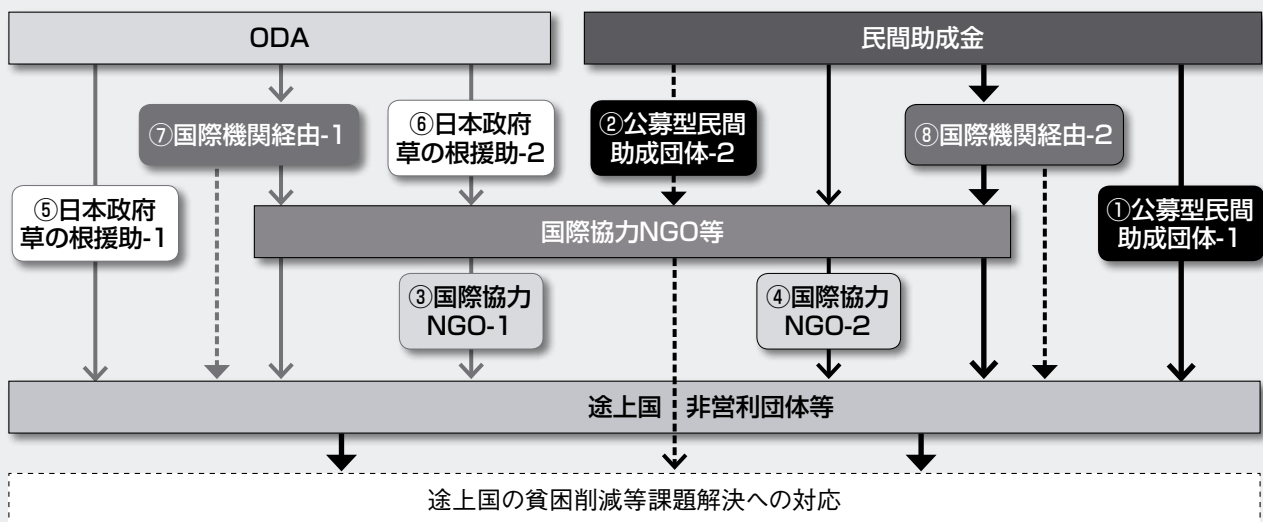 ODA
民間助成金
⑦国際機関経由-1
⑥日本政府
草の根援助-2
②公募型民間
助成団体-2
⑧国際機関経由-2
⑤日本政府
草の根援助-1
国際協力NGO等
①公募型民間
助成団体-1
③国際協力
NGO-1
④国際協力
NGO-2
途上国 非営利団体等
途上国の貧困削減等課題解決への対応